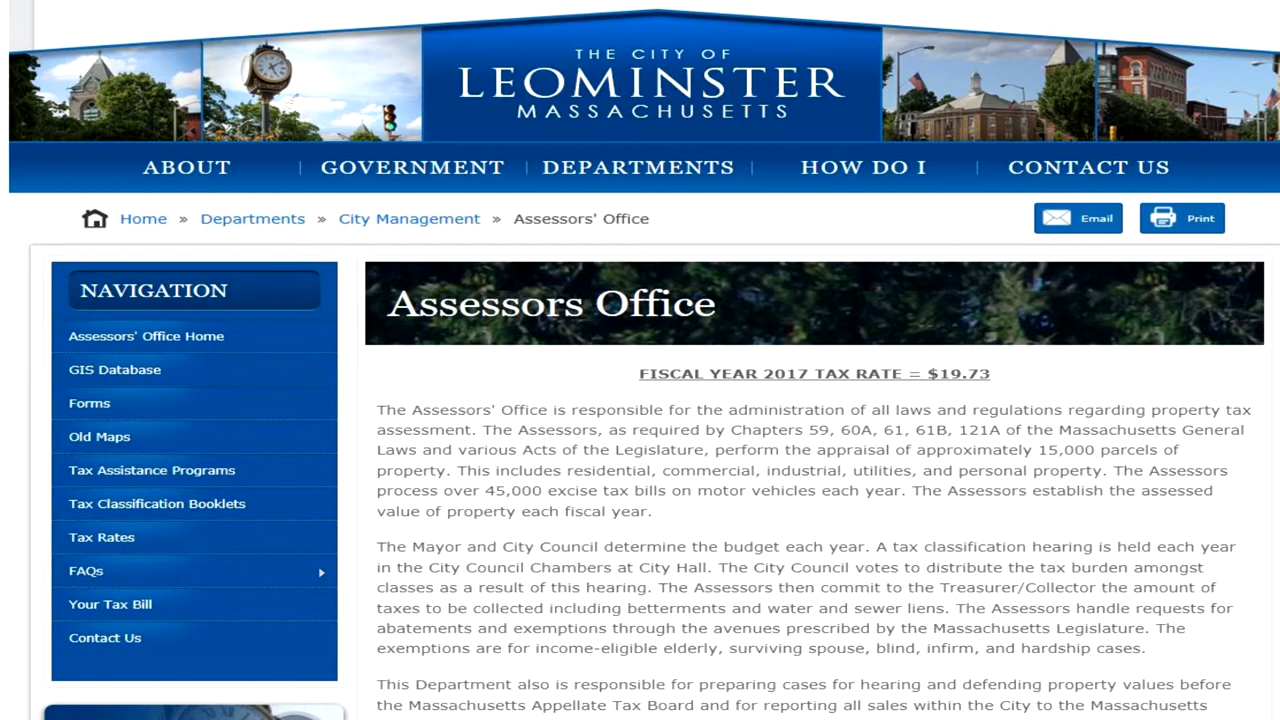 THE CITY OF
LEOMINSTER
MASSACHUSETTS
ABOUT | GOVERNMENT | DEPARTMENTS | HOW DO I | CONTACT US
Home » Departments » City Management » Assessors' Office
Email
Print
NAVIGATION
Assessors' Office Home
GIS Database
Forms
Old Maps
Tax Assistance Programs
Tax Classification Booklets
Tax Rates
FAQs
Your Tax Bill
Contact Us
Assessors Office
FISCAL YEAR 2017 TAX RATE = $19.73
The Assessors' Office is responsible for the administration of all laws and regulations regarding property tax
assessment. The Assessors, as required by Chapters 59, 60A, 61, 61B, 121A of the Massachusetts General
Laws and various Acts of the Legislature, perform the appraisal of approximately 15,000 parcels of
property. This includes residential, commercial, industrial, utilities, and personal property. The Assessors
process over 45,000 excise tax bills on motor vehicles each year. The Assessors establish the assessed
value of property each fiscal year.
The Mayor and City Council determine the budget each year. A tax classification hearing is held each year
in the City Council Chambers at City Hall. The City Council votes to distribute the tax burden amongst
classes as a result of this hearing. The Assessors then commit to the Treasurer/Collector the amount of
taxes to be collected including betterments and water and sewer liens. The Assessors handle requests for
abatements and exemptions through the avenues prescribed by the Massachusetts Legislature. The
exemptions are for income-eligible elderly, surviving spouse, blind, infirm, and hardship cases.
This Department also is responsible for preparing cases for hearing and defending property values before
the Massachusetts Appellate Tax Board and for reporting all sales within the City to the Massachusetts